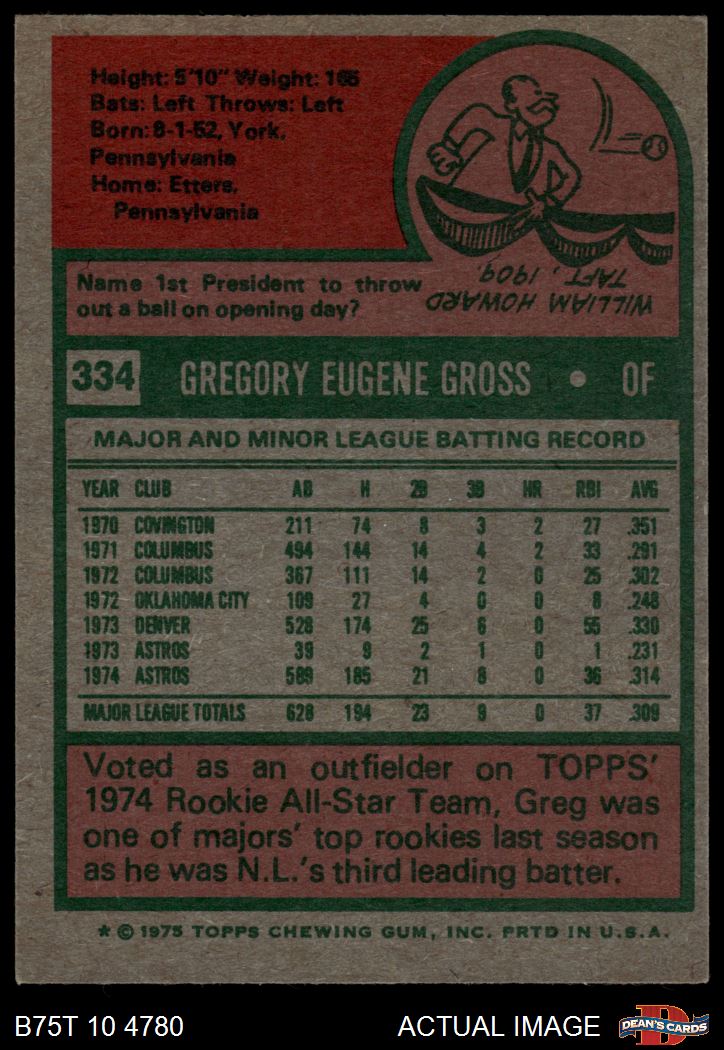 Height: 5'10" Weight: 165
Bats: Left Throws: Left
Born: 8-1-52, York,
Pennsylvania
Home: Etters,
Pennsylvania
Name 1st President to throw
out a ball on opening day?
WILLIAM HOWARD
TAFT, 1909.
334 GREGORY EUGENE GROSS • OF
MAJOR AND MINOR LEAGUE BATTING RECORD
YEAR CLUB AB H 2B 3B HR RBI AVG
1970 COVINGTON 211 74 8 3 2 27 .351
1971 COLUMBUS 494 144 14 4 2 33 .291
1972 COLUMBUS 367 111 14 2 0 25 .302
1972 OKLAHOMA CITY 109 27 4 0 0 8 .248
1973 DENVER 528 174 25 6 0 55 .330
1973 ASTROS 39 9 2 1 0 1 .231
1974 ASTROS 589 185 21 8 0 36 .314
MAJOR LEAGUE TOTALS 628 194 23 9 0 37 .309
Voted as an outfielder on TOPPS'
1974 Rookie All-Star Team, Greg was
one of majors' top rookies last season
as he was N.L.'s third leading batter.
* © 1975 TOPPS CHEWING GUM, INC. PRTD IN U.S.A.
B75T 10 4780 ACTUAL IMAGE
D
DEAN'S CARDS